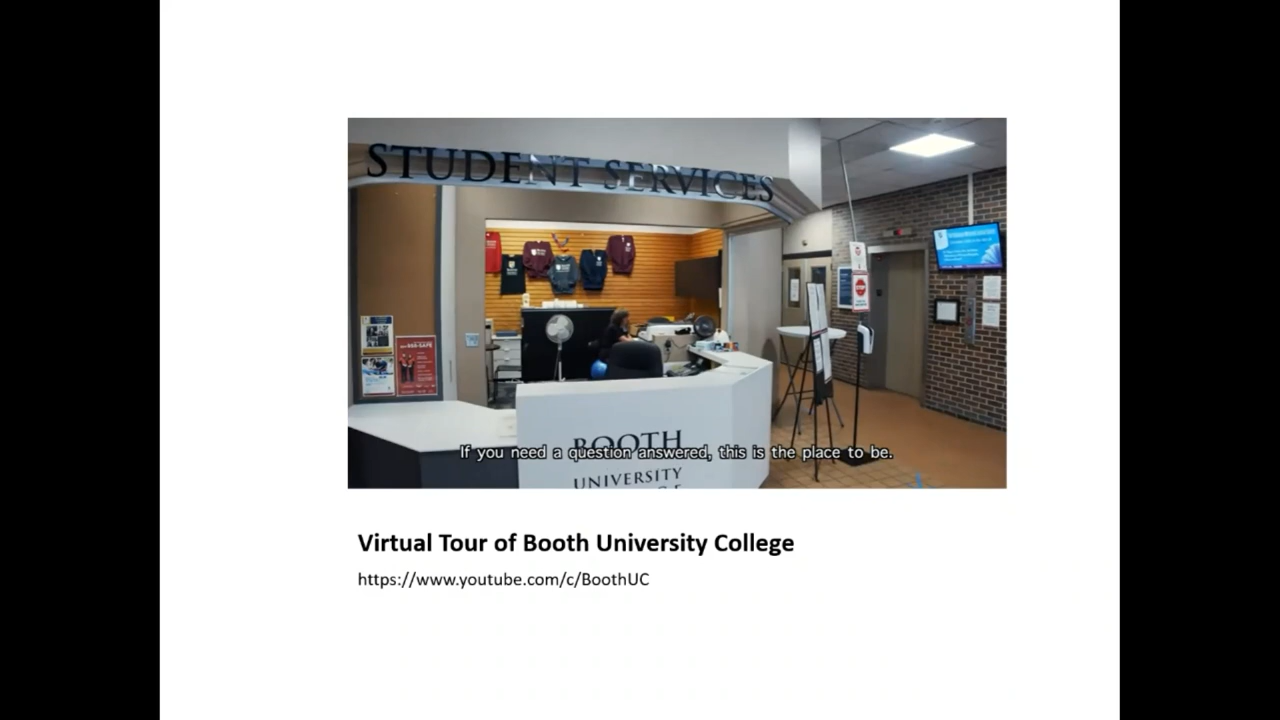 STUDENT SERVICES
BOOTH
If you need a question answered, this is the place to be.
UNIVERSITY
Virtual Tour of Booth University College
https://www.youtube.com/c/BoothUC